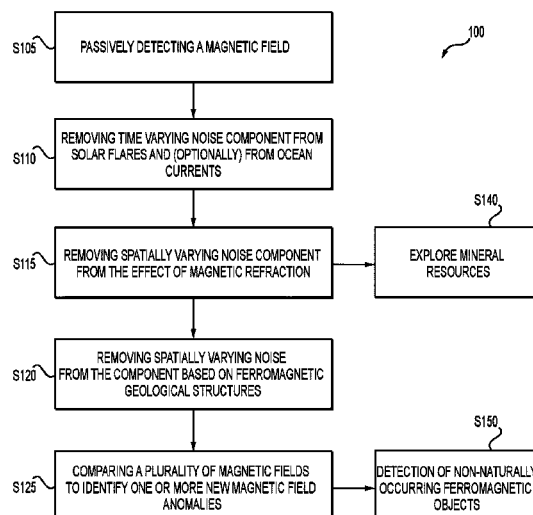 100
S105
PASSIVELY DETECTING A MAGNETIC FIELD
S110
REMOVING TIME VARYING NOISE COMPONENT FROM
SOLAR FLARES AND (OPTIONALLY) FROM OCEAN
CURRENTS
S115
REMOVING SPATIALLY VARYING NOISE COMPONENT
FROM THE EFFECT OF MAGNETIC REFRACTION
S140
EXPLORE MINERAL
RESOURCES
S120
REMOVING SPATIALLY VARYING NOISE
FROM THE COMPONENT BASED ON FERROMAGNETIC
GEOLOGICAL STRUCTURES
S125
COMPARING A PLURALITY OF MAGNETIC FIELDS
TO IDENTIFY ONE OR MORE NEW MAGNETIC FIELD
ANOMALIES
S150
DETECTION OF NON-NATURALLY
OCCURRING FERROMAGNETIC
OBJECTS